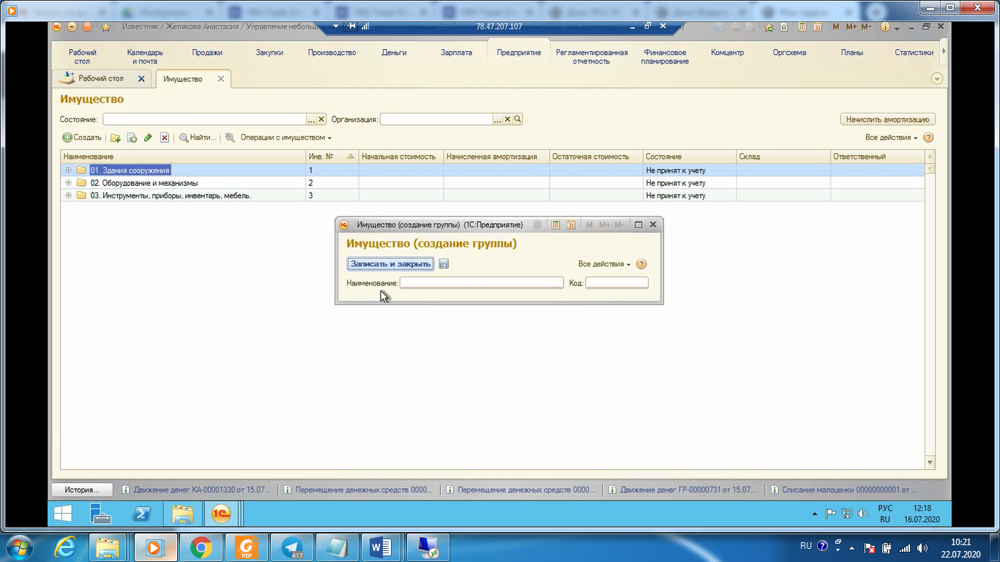 Известняк / Желякова Анастасия / Управление небольш
78.47.207.107
M M+ M-
Рабочий стол
Календарь и почта
Продажи
Закупки
Производство
Деньги
Зарплата
Предприятие
Регламентированная отчетность
Финансовое планирование
Комцентр
Оргсхема
Планы
Статистики
Рабочий стол
Имущество
Имущество
Состояние: ...
Организация: ...
Начислить амортизацию
Создать
Найти...
Операции с имуществом
Все действия
Наименование Инв. № Начальная стоимость Начисленная амортизация Остаточная стоимость Состояние Склад Ответственный
01. Здания сооружения 1 Не принят к учету
02. Оборудование и механизмы 2 Не принят к учету
03. Инструменты, приборы, инвентарь, мебель. 3 Не принят к учету
Имущество (создание группы) (1С:Предприятие)
M M+ M-
Имущество (создание группы)
Записать и закрыть
Все действия
Наименование:
Код:
История...
Движение денег КА-00001330 от 15.07...
Перемещение денежных средств 0000...
Перемещение денежных средств 0000...
Движение денег ГР-00000731 от 15.07...
Списание малоценки 00000000001 от ...
РУС
RU
12:18
16.07.2020
PDF
417
RU
10:21
22.07.2020